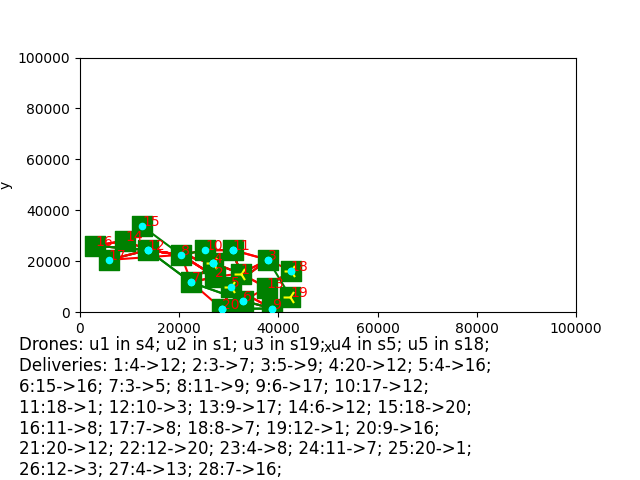 100000
80000
60000
40000
20000
0
y
0 20000 40000 60000 80000 100000
x
15
16
18
Drones: u1 in s4; u2 in s1; u3 in s19; u4 in s5; u5 in s18;
Deliveries: 1:4->12; 2:3->7; 3:5->9; 4:20->12; 5:4->16;
6:15->16; 7:3->5; 8:11->9; 9:6->17; 10:17->12;
11:18->1; 12:10->3; 13:9->17; 14:6->12; 15:18->20;
16:11->8; 17:7->8; 18:8->7; 19:12->1; 20:9->16;
21:20->12; 22:12->20; 23:4->8; 24:11->7; 25:20->1;
26:12->3; 27:4->13; 28:7->16;